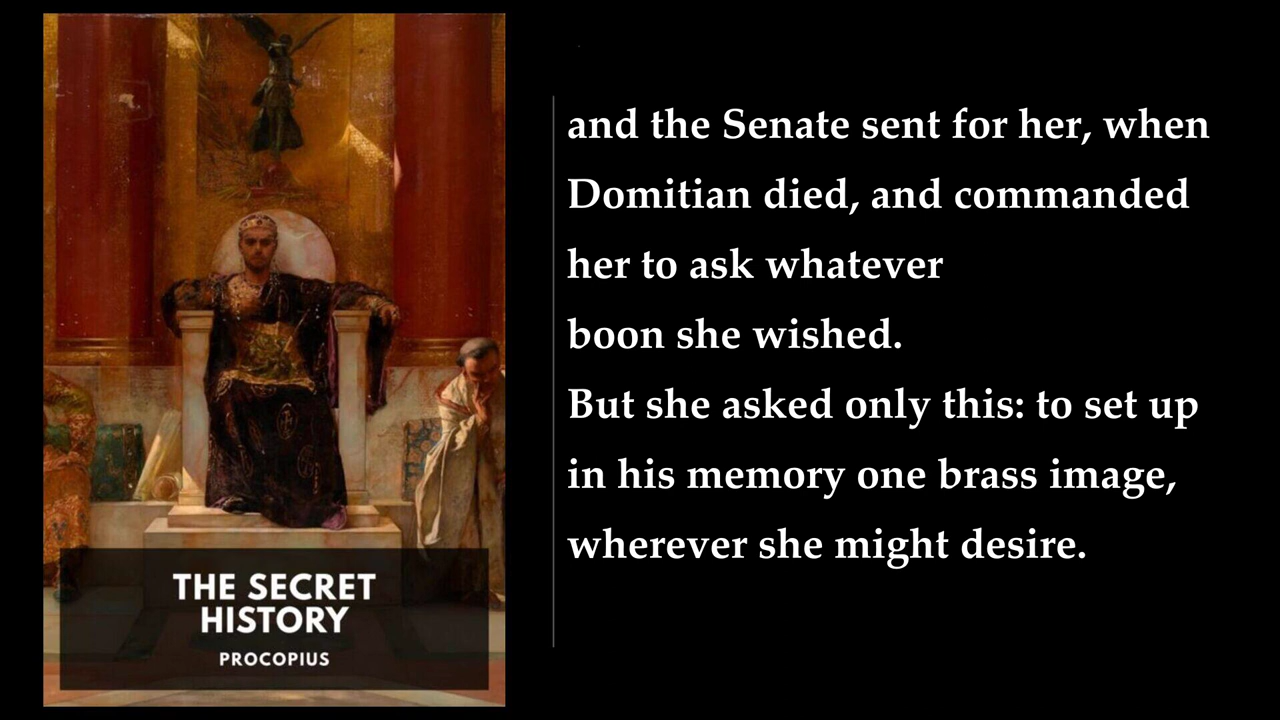 THE SECRET
HISTORY
PROCOPIUS
and the Senate sent for her, when
Domitian died, and commanded
her to ask whatever
boon she wished.
But she asked only this: to set up
in his memory one brass image,
wherever she might desire.